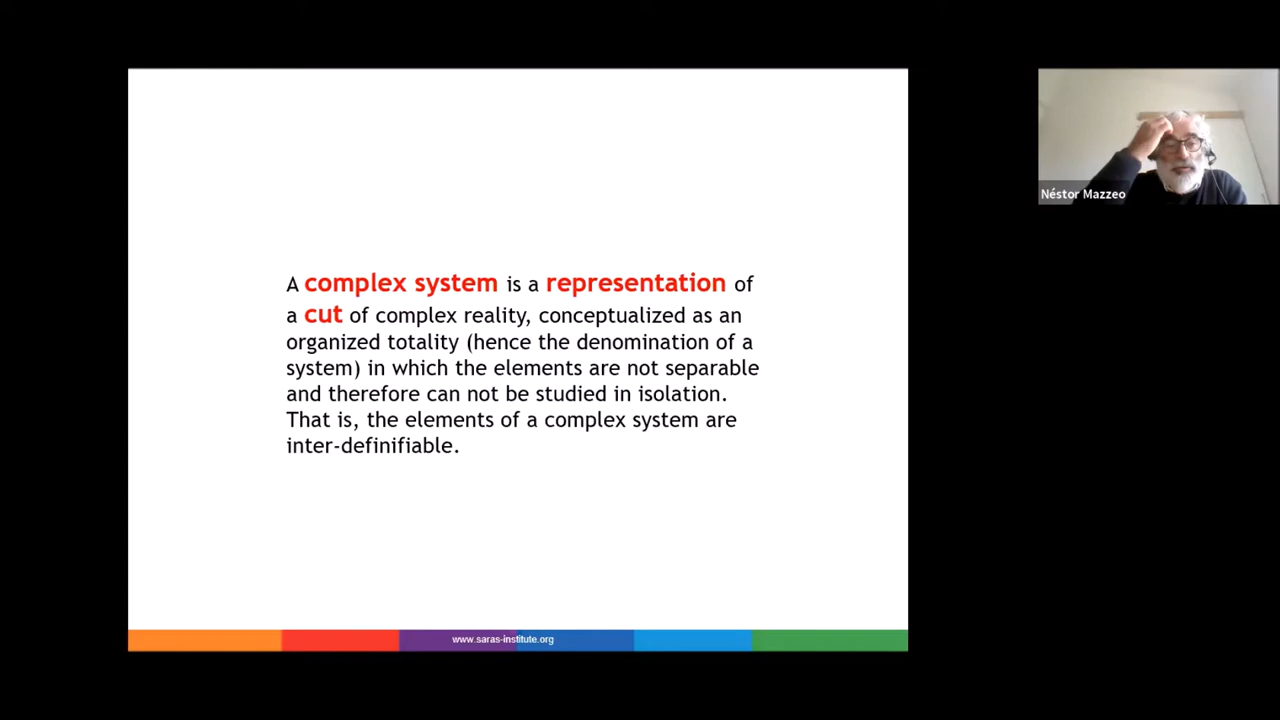 A complex system is a representation of
a cut of complex reality, conceptualized as an
organized totality (hence the denomination of a
system) in which the elements are not separable
and therefore can not be studied in isolation.
That is, the elements of a complex system are
inter-definifiable.
www.saras-institute.org
Néstor Mazzeo